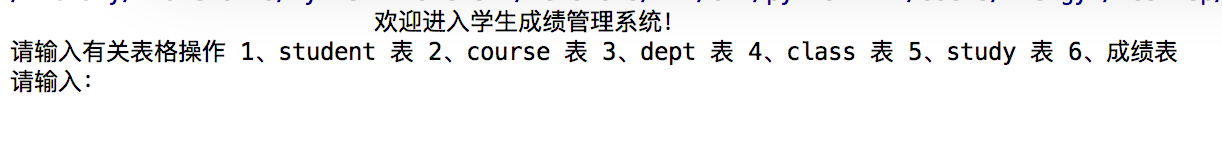 欢迎进入学生成绩管理系统!
请输入有关表格操作 1、student 表 2、course 表 3、dept 表 4、class 表 5、study 表 6、成绩表
请输入: